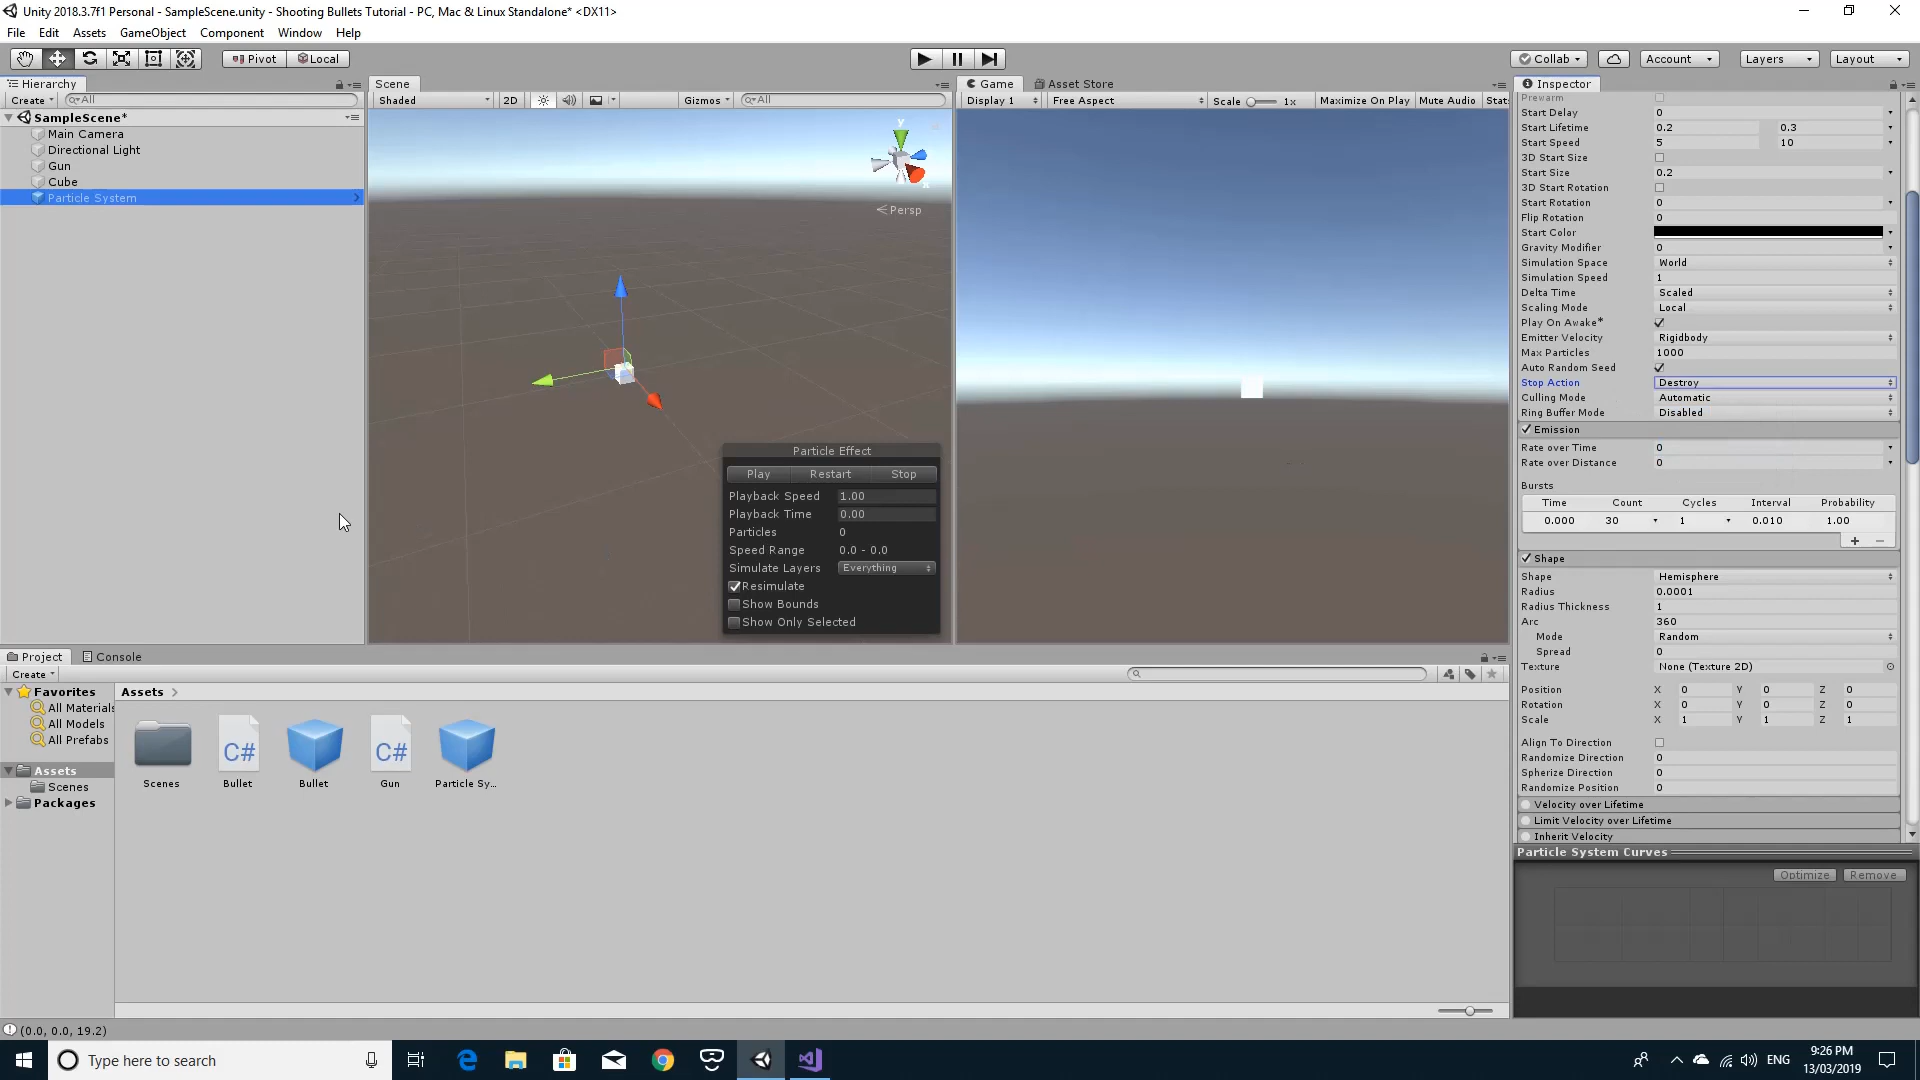 Unity 2018.3.7f1 Personal - SampleScene.unity - Shooting Bullets Tutorial - PC, Mac & Linux Standalone* <DX11>
File Edit Assets GameObject Component Window Help
Pivot Local Collab Account Layers Layout
Hierarchy
Create All
SampleScene*
Main Camera
Directional Light
Gun
Cube
Particle System
Scene
Shaded 2D Gizmos All
y
x
Persp
Particle Effect
Play Restart Stop
Playback Speed 1.00
Playback Time 0.00
Particles 0
Speed Range 0.0 - 0.0
Simulate Layers Everything
Resimulate
Show Bounds
Show Only Selected
Game Asset Store
Display 1 Free Aspect Scale 1x Maximize On Play Mute Audio Stats
Inspector
Prewarm
Start Delay 0
Start Lifetime 0.2 0.3
Start Speed 5 10
3D Start Size
Start Size 0.2
3D Start Rotation
Start Rotation 0
Flip Rotation 0
Start Color
Gravity Modifier 0
Simulation Space World
Simulation Speed 1
Delta Time Scaled
Scaling Mode Local
Play On Awake*
Emitter Velocity Rigidbody
Max Particles 1000
Auto Random Seed
Stop Action Destroy
Culling Mode Automatic
Ring Buffer Mode Disabled
Emission
Rate over Time 0
Rate over Distance 0
Bursts
Time Count Cycles Interval Probability
0.000 30 1 0.010 1.00
Shape
Shape Hemisphere
Radius 0.0001
Radius Thickness 1
Arc 360
Mode Random
Spread 0
Texture None (Texture 2D)
Position X 0 Y 0 Z 0
Rotation X 0 Y 0 Z 0
Scale X 1 Y 1 Z 1
Align To Direction
Randomize Direction 0
Spherize Direction 0
Randomize Position 0
Velocity over Lifetime
Limit Velocity over Lifetime
Inherit Velocity
Particle System Curves
Optimize Remove
Project Console
Create
Favorites
All Materials
All Models
All Prefabs
Assets
Scenes
Packages
Assets
C# C#
Scenes Bullet Bullet Gun Particle Sy...
(0.0, 0.0, 19.2)
Type here to search
ENG
9:26 PM
13/03/2019